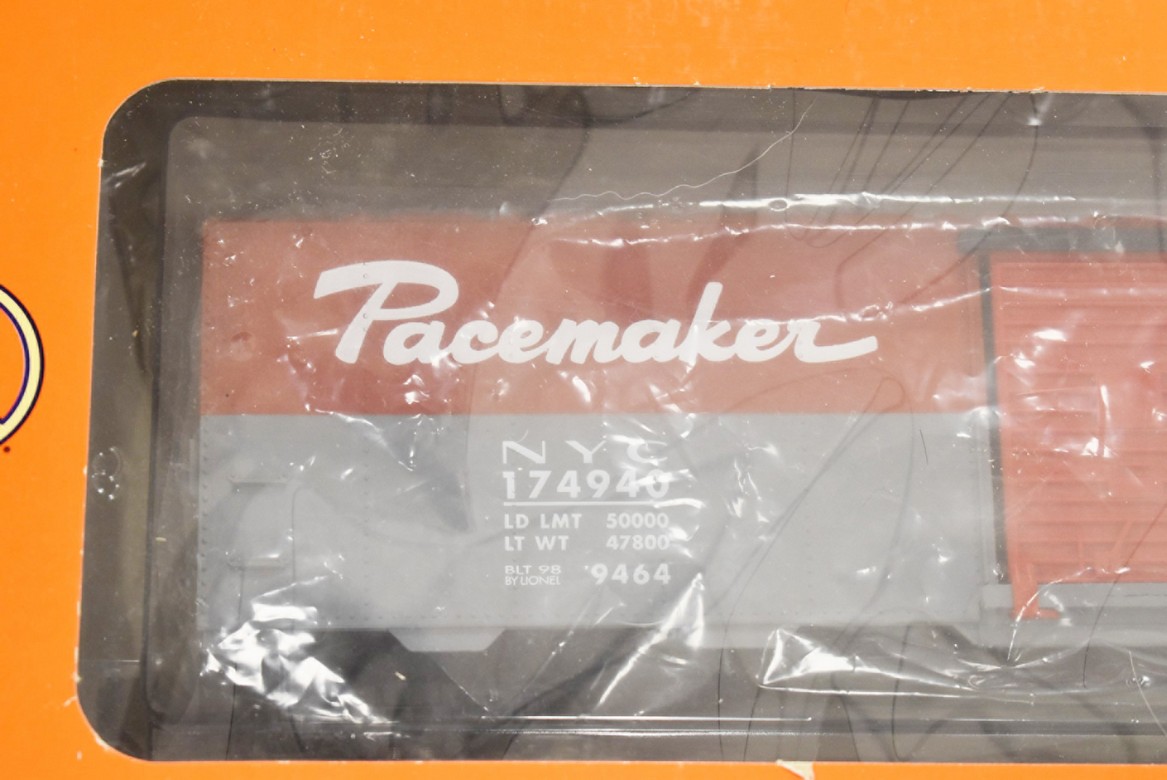 Pacemaker
NYC
174940
LD LMT 50000
LT WT 47800
BLT 98 9464
BY LIONEL